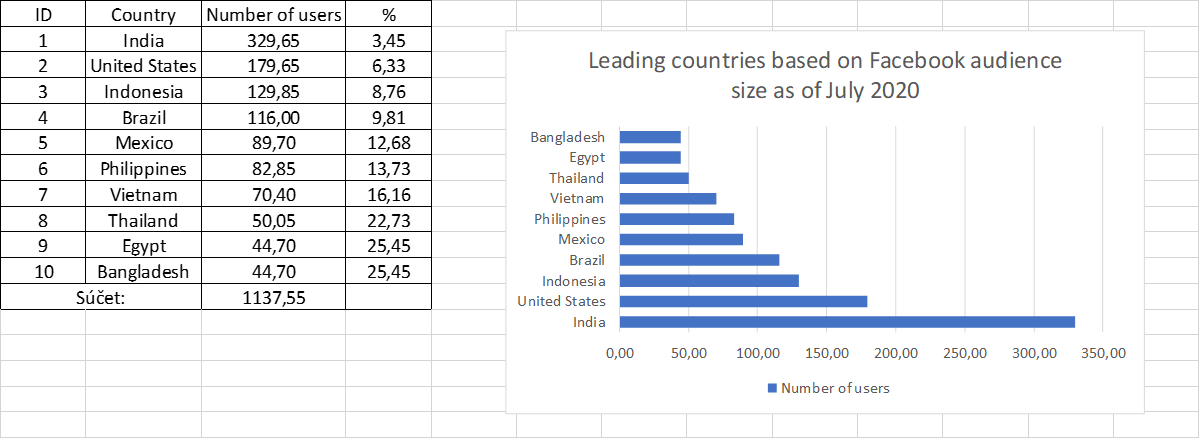 ID Country Number of users %
1 India 329,65 3,45
2 United States 179,65 6,33
3 Indonesia 129,85 8,76
4 Brazil 116,00 9,81
5 Mexico 89,70 12,68
6 Philippines 82,85 13,73
7 Vietnam 70,40 16,16
8 Thailand 50,05 22,73
9 Egypt 44,70 25,45
10 Bangladesh 44,70 25,45
Súčet: 1137,55
Leading countries based on Facebook audience
size as of July 2020
Bangladesh
Egypt
Thailand
Vietnam
Philippines
Mexico
Brazil
Indonesia
United States
India
0,00 50,00 100,00 150,00 200,00 250,00 300,00 350,00
Number of users